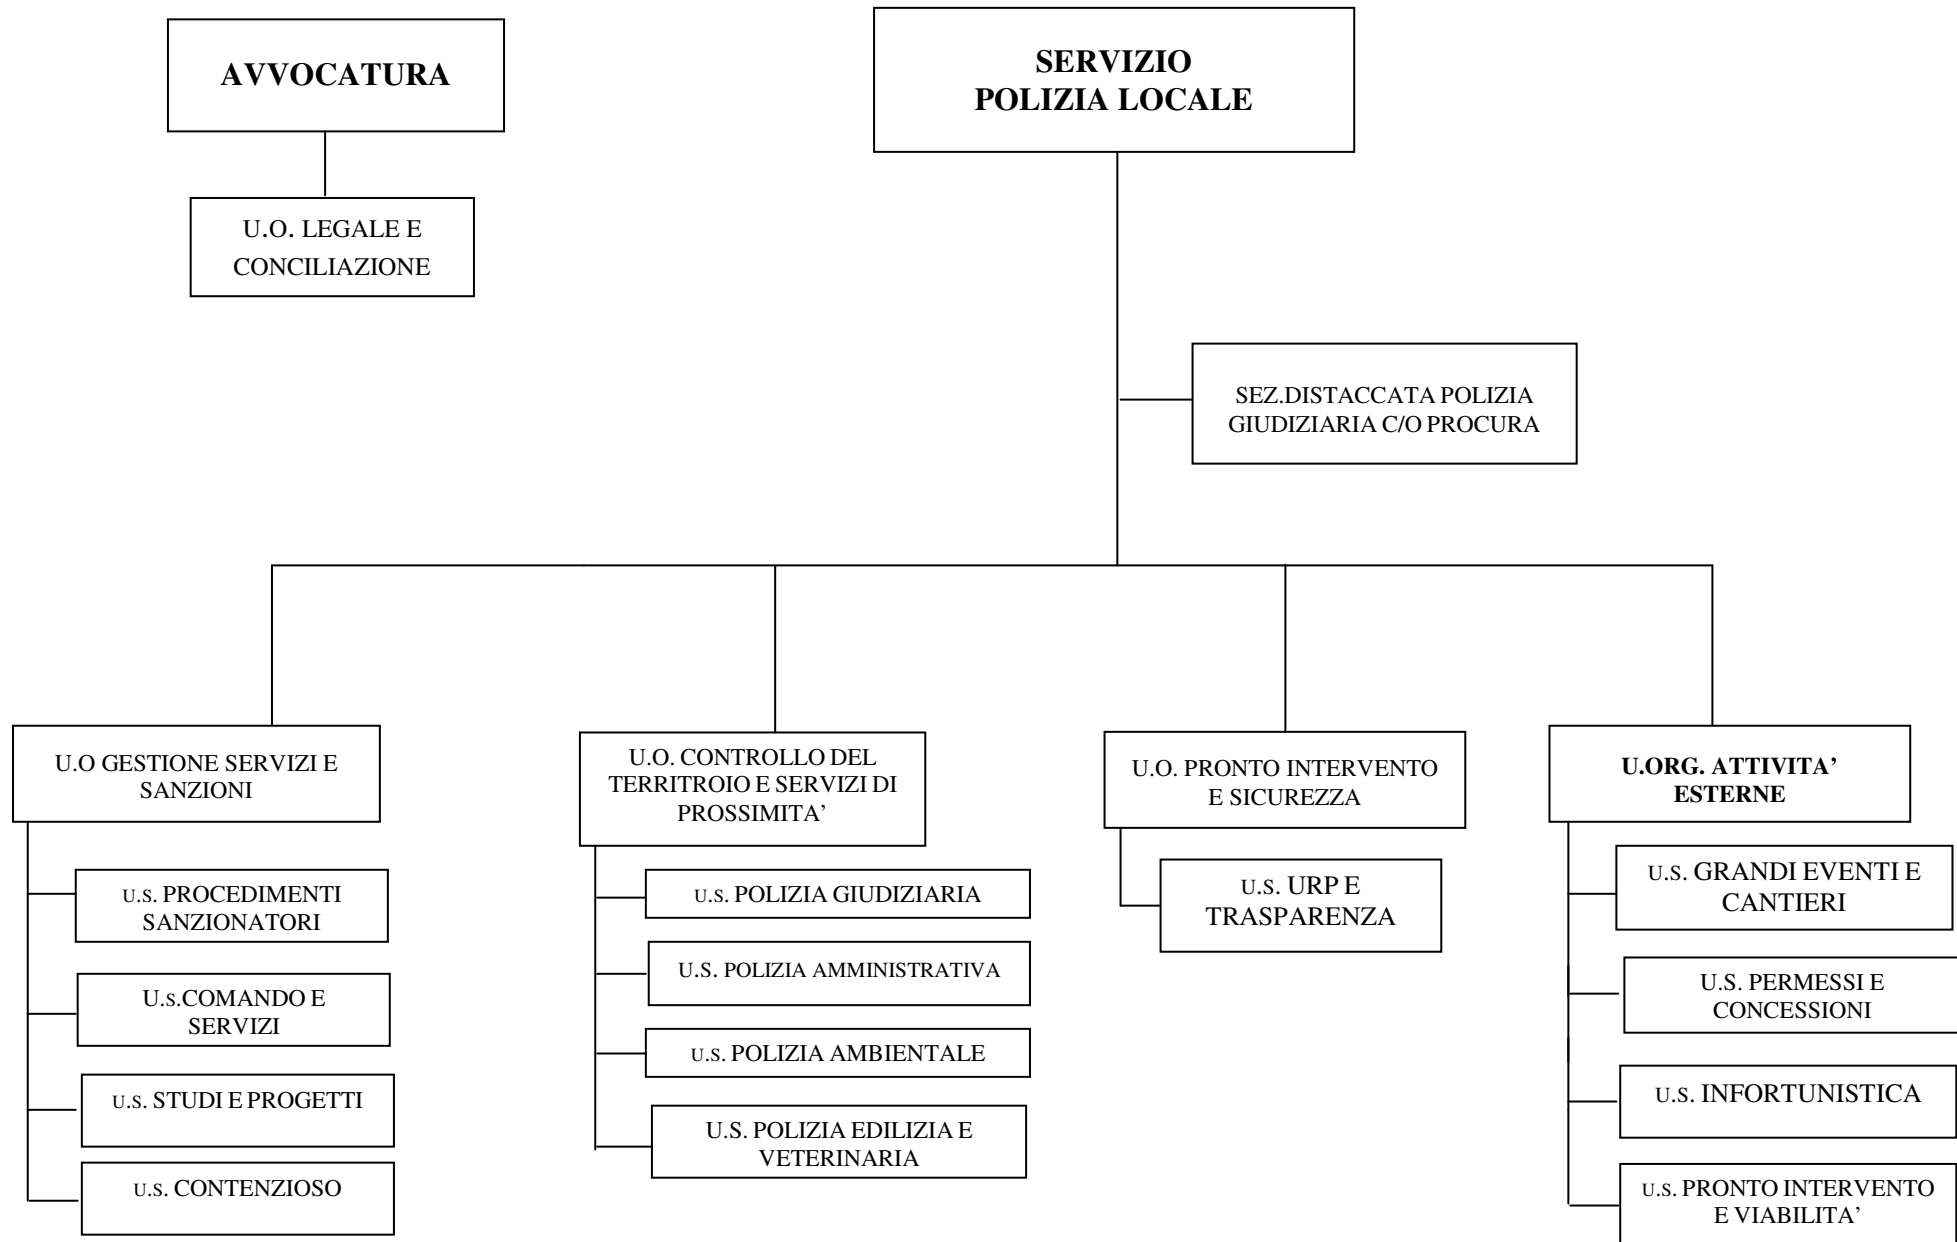 AVVOCATURA
U.O. LEGALE E
CONCILIAZIONE
SERVIZIO
POLIZIA LOCALE
SEZ.DISTACCATA POLIZIA
GIUDIZIARIA C/O PROCURA
U.O GESTIONE SERVIZI E
SANZIONI
U.S. PROCEDIMENTI
SANZIONATORI
U.S.COMANDO E
SERVIZI
U.S. STUDI E PROGETTI
U.S. CONTENZIOSO
U.O. CONTROLLO DEL
TERRITROIO E SERVIZI DI
PROSSIMITA’
U.S. POLIZIA GIUDIZIARIA
U.S. POLIZIA AMMINISTRATIVA
U.S. POLIZIA AMBIENTALE
U.S. POLIZIA EDILIZIA E
VETERINARIA
U.O. PRONTO INTERVENTO
E SICUREZZA
U.S. URP E
TRASPARENZA
U.ORG. ATTIVITA’
ESTERNE
U.S. GRANDI EVENTI E
CANTIERI
U.S. PERMESSI E
CONCESSIONI
U.S. INFORTUNISTICA
U.S. PRONTO INTERVENTO
E VIABILITA’